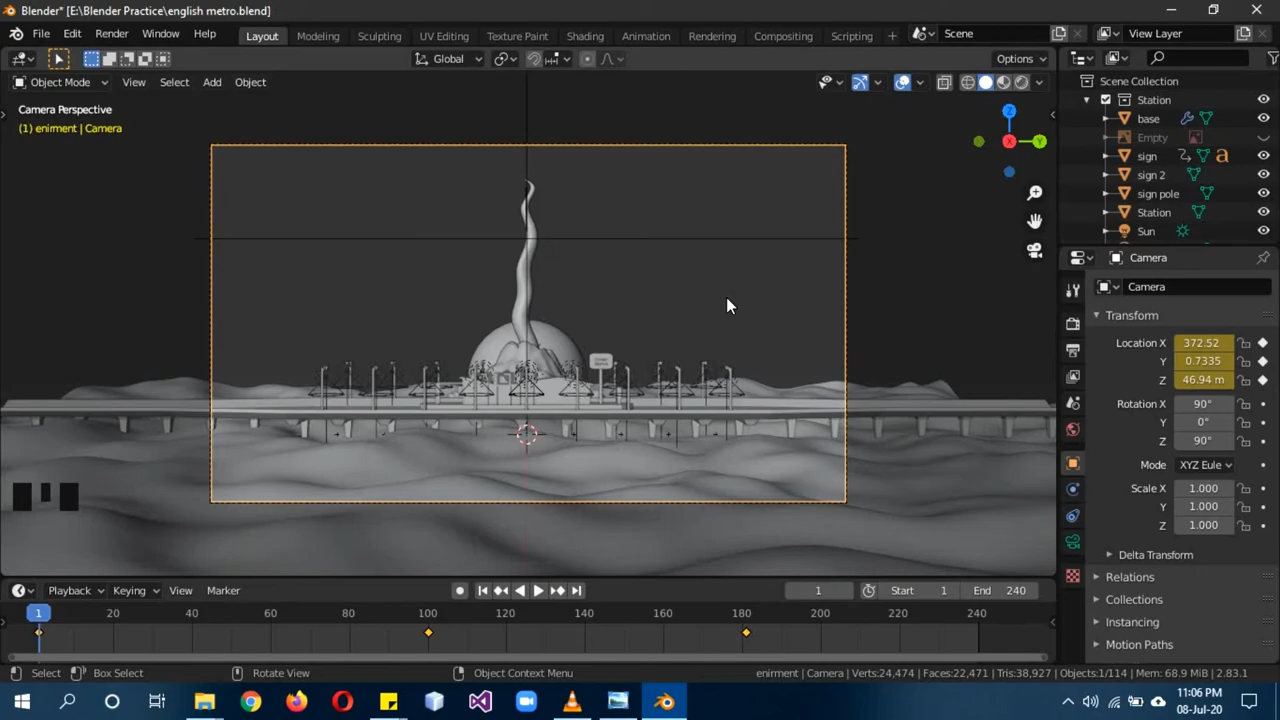 Blender* [E:\Blender Practice\english metro.blend]
File Edit Render Window Help Layout Modeling Sculpting UV Editing Texture Paint Shading Animation Rendering Compositing Scripting + Scene View Layer
Global Options
Object Mode View Select Add Object
Camera Perspective
(1) enirment | Camera
Z
Y
X
Scene Collection
Station
base
Empty
sign
sign 2
sign pole
Station
Sun
Camera
Camera
Transform
Location X 372.52
Y 0.7335
Z 46.94 m
Rotation X 90°
Y 0°
Z 90°
Mode XYZ Eule
Scale X 1.000
Y 1.000
Z 1.000
Delta Transform
Relations
Collections
Instancing
Motion Paths
Playback Keying View Marker 1 Start 1 End 240
1 20 40 60 80 100 120 140 160 180 200 220 240
Select Box Select Rotate View Object Context Menu enirment | Camera | Verts:24,474 | Faces:22,471 | Tris:38,927 | Objects:1/114 | Mem: 68.9 MiB | 2.83.1
11:06 PM
08-Jul-20